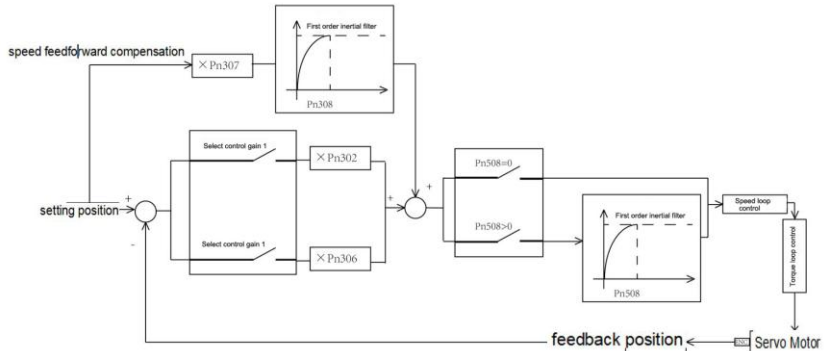 First order inertial filter
speed feedforward compensation
×Pn307
Pn308
Select control gain 1
×Pn302
Pn508=0
+
+
+
setting position
+
Speed loop
control
First order inertial filter
Select control gain 1
×Pn306
Pn508>0
-
Torque loop control
Pn508
feedback position
Servo Motor